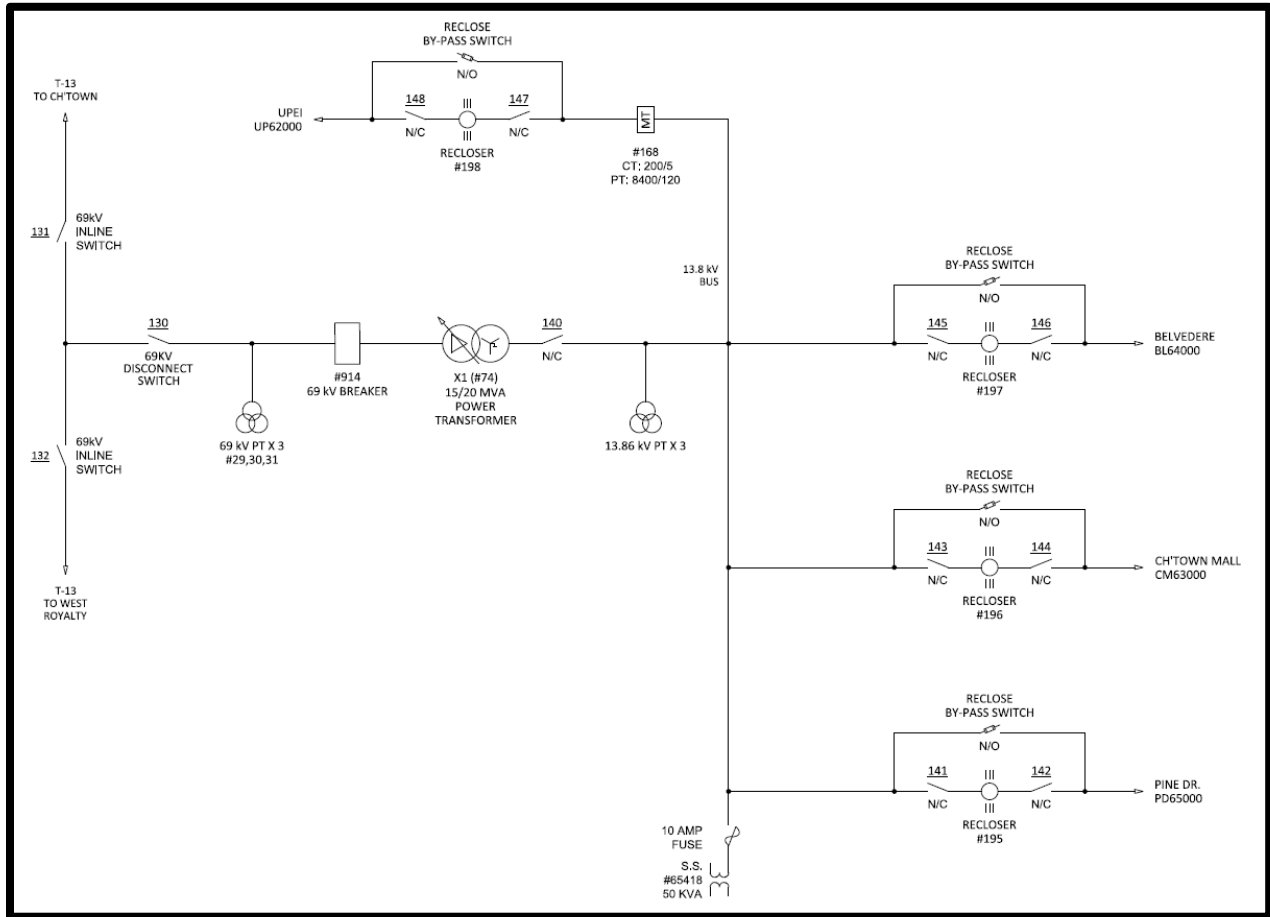 RECLOSE
BY-PASS SWITCH
N/O
T-13
TO CH'TOWN
UPEI
UP62000
148
N/C
147
N/C
RECLOSER
#198
MT
#168
CT; 200/5
PT: 8400/120
131
69kV
INLINE
SWITCH
13.8 kV
BUS
RECLOSE
BY-PASS SWITCH
N/O
130
69KV
DISCONNECT
SWITCH
#914
69 kV BREAKER
X1 (#74)
15/20 MVA
POWER
TRANSFORMER
140
N/C
145
N/C
146
N/C
RECLOSER
#197
BELVEDERE
BL64000
132
69kV
INLINE
SWITCH
69 kV PT X 3
#29,30,31
13.86 kV PT X 3
RECLOSE
BY-PASS SWITCH
N/O
143
N/C
144
N/C
RECLOSER
#196
CH'TOWN MALL
CM63000
T-13
TO WEST
ROYALTY
RECLOSE
BY-PASS SWITCH
N/O
141
N/C
142
N/C
RECLOSER
#195
PINE DR.
PD65000
10 AMP
FUSE
S.S.
#65418
50 KVA